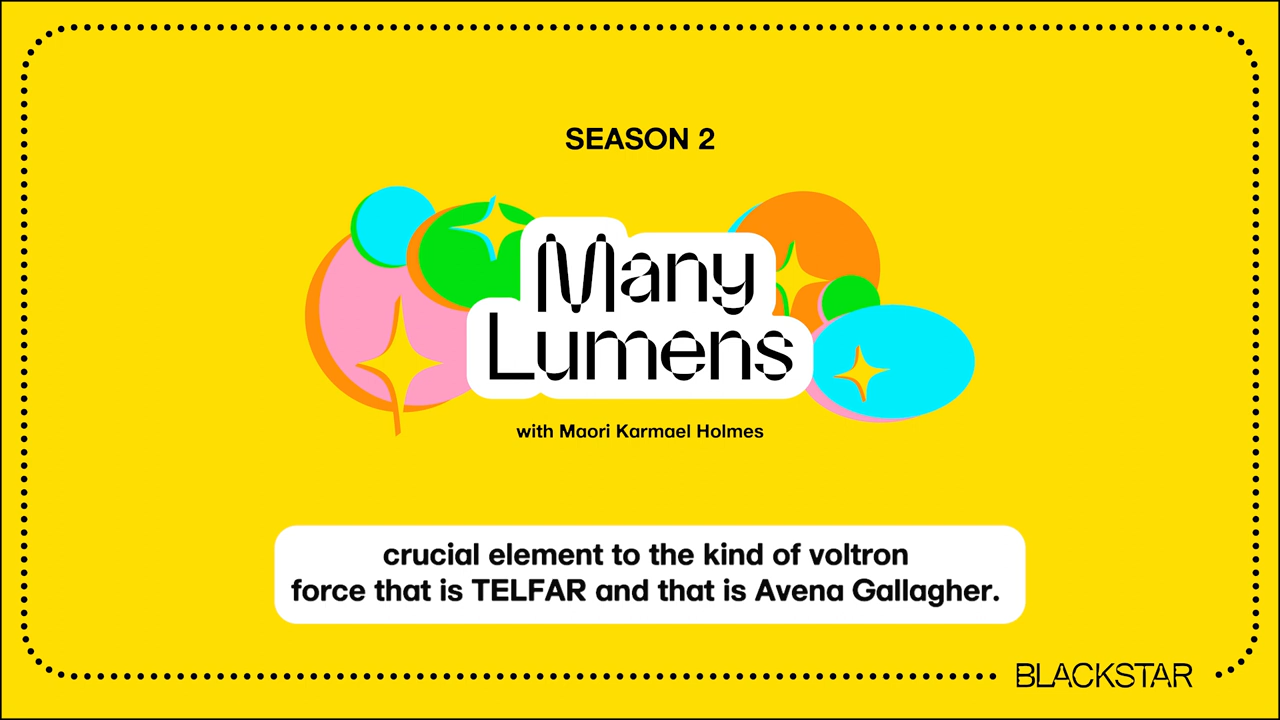 SEASON 2
Many
Lumens
with Maori Karmael Holmes
crucial element to the kind of voltron
force that is TELFAR and that is Avena Gallagher.
BLACKSTAR